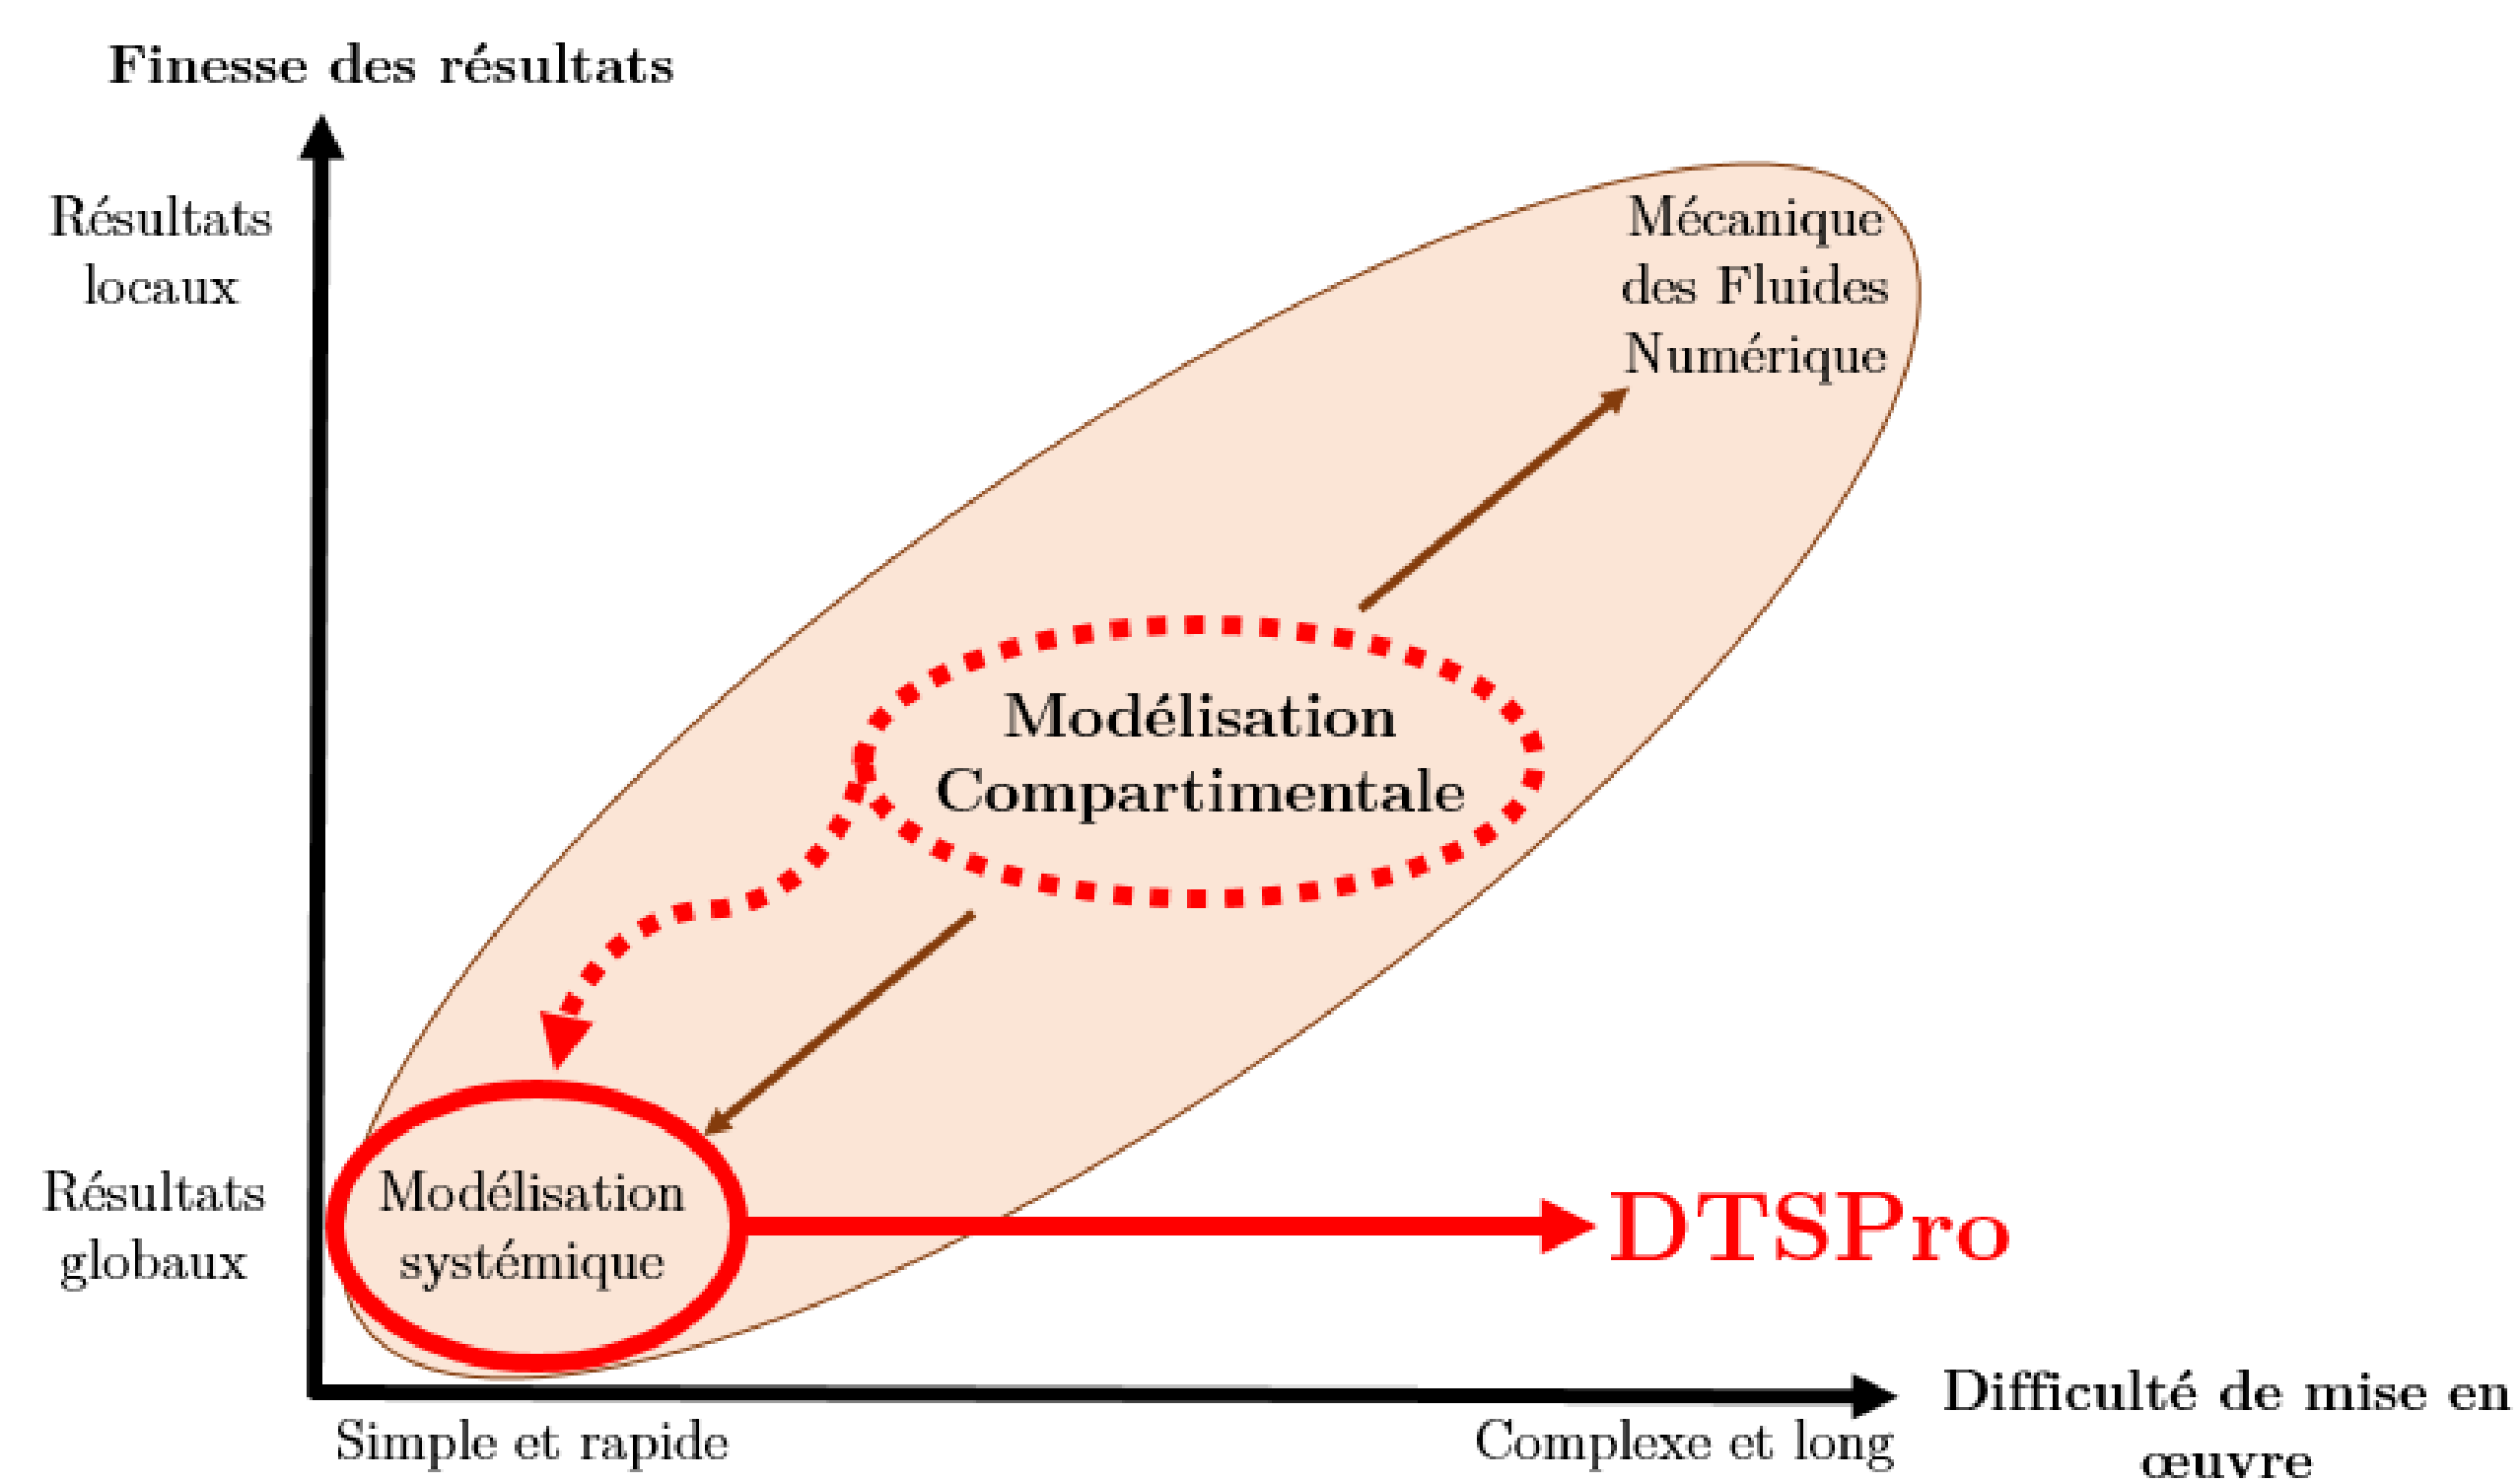 Finesse des résultats
Résultats
locaux
Mécanique
des Fluides
Numérique
Modélisation
Compartimentale
Résultats
globaux
Modélisation
systémique
DTSPro
Simple et rapide
Complexe et long
Difficulté de mise en
œuvre